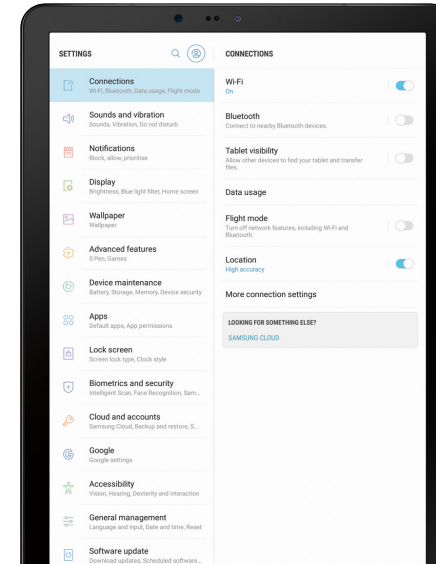 SETTINGS
Connections
Wi-Fi, Bluetooth, Data usage, Flight mode
Sounds and vibration
Sounds, Vibration, Do not disturb
Notifications
Block, allow, prioritise
Display
Brightness, Blue light filter, Home screen
Wallpaper
Wallpaper
Advanced features
S Pen, Games
Device maintenance
Battery, Storage, Memory, Device security
Apps
Default apps, App permissions
Lock screen
Screen lock type, Clock style
Biometrics and security
Intelligent Scan, Face Recognition, Sam...
Cloud and accounts
Samsung Cloud, Backup and restore, S...
Google
Google settings
Accessibility
Vision, Hearing, Dexterity and interaction
General management
Language and input, Date and time, Reset
Software update
Download updates, Scheduled software...
CONNECTIONS
Wi-Fi
On
Bluetooth
Connect to nearby Bluetooth devices.
Tablet visibility
Allow other devices to find your tablet and transfer
files.
Data usage
Flight mode
Turn off network features, including Wi-Fi and
Bluetooth.
Location
High accuracy
More connection settings
LOOKING FOR SOMETHING ELSE?
SAMSUNG CLOUD